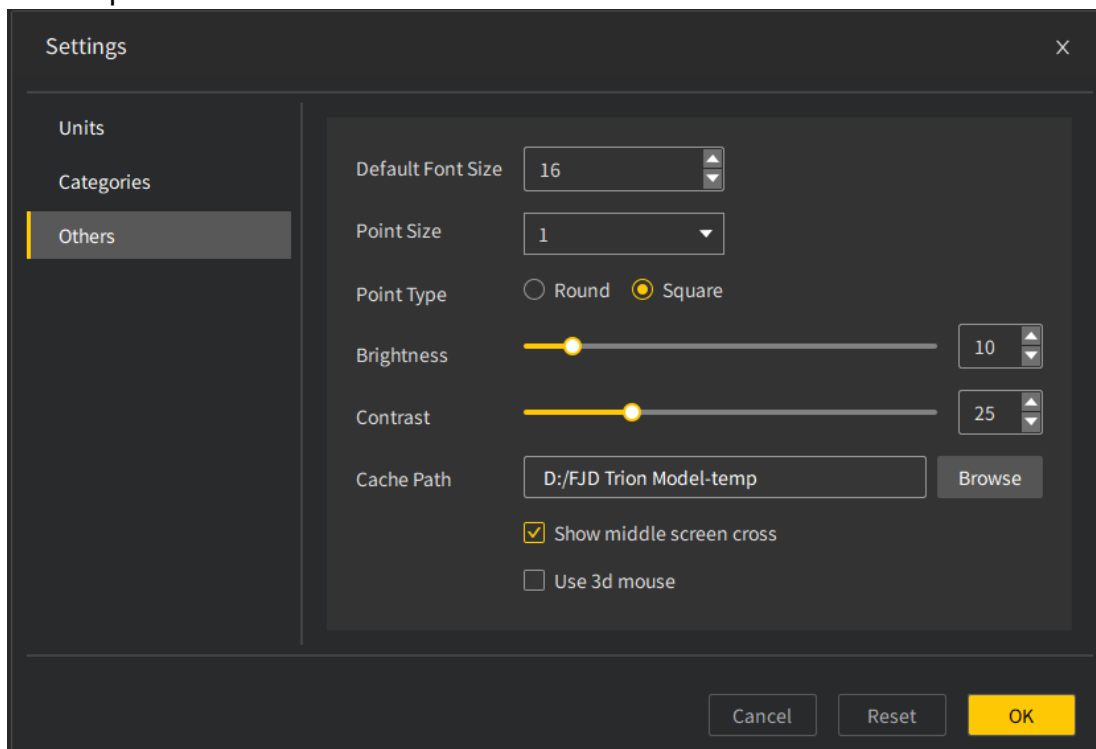 Settings
X
Units
Categories
Others
Default Font Size
16
Point Size
1
Point Type
Round
Square
Brightness
10
Contrast
25
Cache Path
D:/FJD Trion Model-temp
Browse
Show middle screen cross
Use 3d mouse
Cancel
Reset
OK